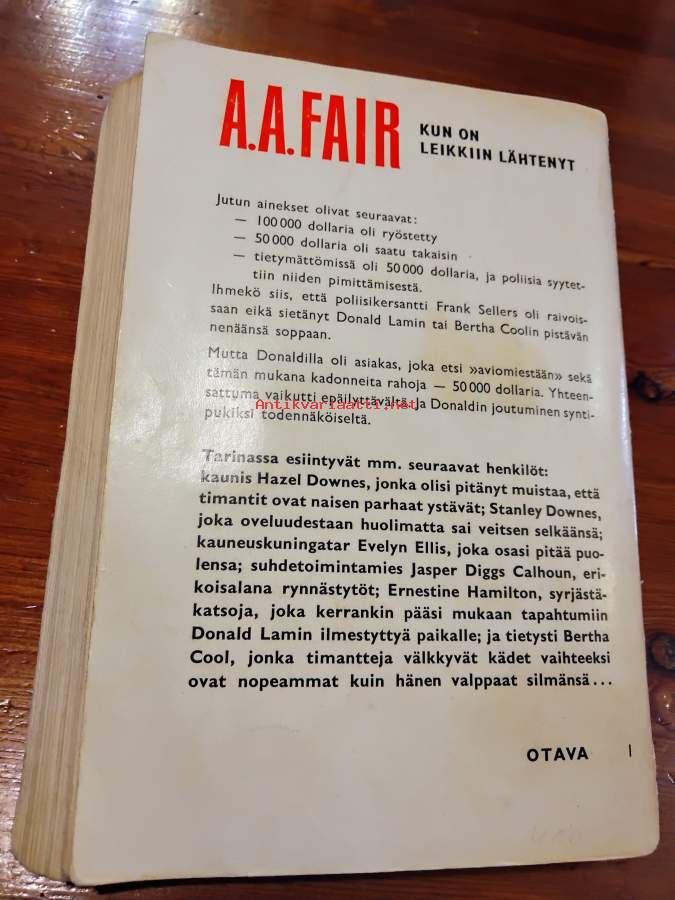 A.A.FAIR
KUN ON
LEIKKIIN LÄHTENYT
Jutun ainekset olivat seuraavat:
— 100 000 dollaria oli ryöstetty
— 50 000 dollaria oli saatu takaisin
— tietymättömissä oli 50 000 dollaria, ja poliisia syytet-
tiin niiden pimittämisestä.
Ihmekö siis, että poliisikersantti Frank Sellers oli raivois-
saan eikä sietänyt Donald Lamin tai Bertha Coolin pistävän
nenäänsä soppaan.
Mutta Donaldilla oli asiakas, joka etsi »aviomiestään» sekä
tämän mukana kadonneita rahoja — 50 000 dollaria. Yhteen-
sattuma vaikutti epäilyttävältä ja Donaldin joutuminen synti-
Antikvariaatti.net
pukiksi todennäköiseltä.
Tarinassa esiintyvät mm. seuraavat henkilöt:
kaunis Hazel Downes, jonka olisi pitänyt muistaa, että
timantit ovat naisen parhaat ystävät; Stanley Downes,
joka oveluudestaan huolimatta sai veitsen selkäänsä;
kauneuskuningatar Evelyn Ellis, joka osasi pitää puo-
lensa; suhdetoimintamies Jasper Diggs Calhoun, eri-
koisalana rynnästytöt; Ernestine Hamilton, syrjästä-
katsoja, joka kerrankin pääsi mukaan tapahtumiin
Donald Lamin ilmestyttyä paikalle; ja tietysti Bertha
Cool, jonka timantteja välkkyvät kädet vaihteeksi
ovat nopeammat kuin hänen valppaat silmänsä...
OTAVA